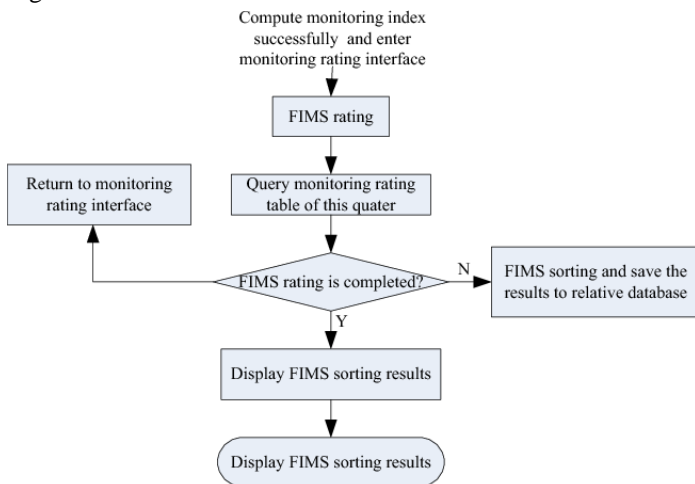 Compute monitoring index
successfully and enter
monitoring rating interface
FIMS rating
Return to monitoring
rating interface
Query monitoring rating
table of this quater
FIMS rating is completed?
N
FIMS sorting and save the
results to relative database
Y
Display FIMS sorting results
Display FIMS sorting results